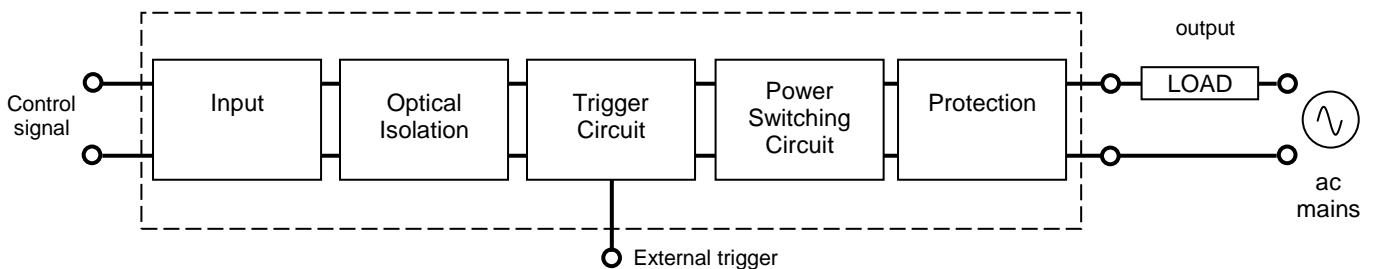 output
Control
signal
Input
Optical
Isolation
Trigger
Circuit
Power
Switching
Circuit
Protection
LOAD
ac
mains
External trigger